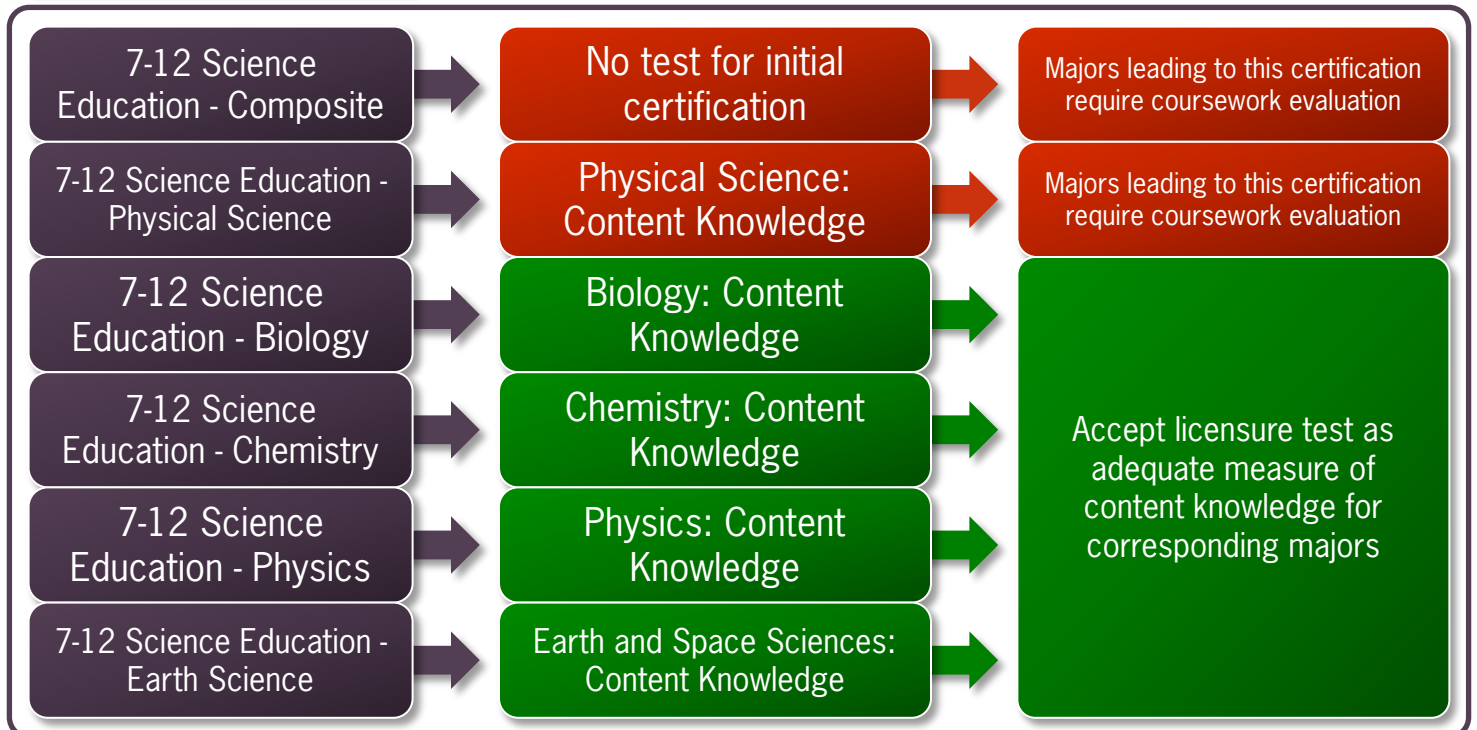 7-12 Science
Education - Composite
No test for initial
certification
Majors leading to this certification
require coursework evaluation
7-12 Science Education -
Physical Science
Physical Science:
Content Knowledge
Majors leading to this certification
require coursework evaluation
7-12 Science
Education - Biology
Biology: Content
Knowledge
7-12 Science
Education - Chemistry
Chemistry: Content
Knowledge
7-12 Science
Education - Physics
Physics: Content
Knowledge
7-12 Science Education -
Earth Science
Earth and Space Sciences:
Content Knowledge
Accept licensure test as
adequate measure of
content knowledge for
corresponding majors